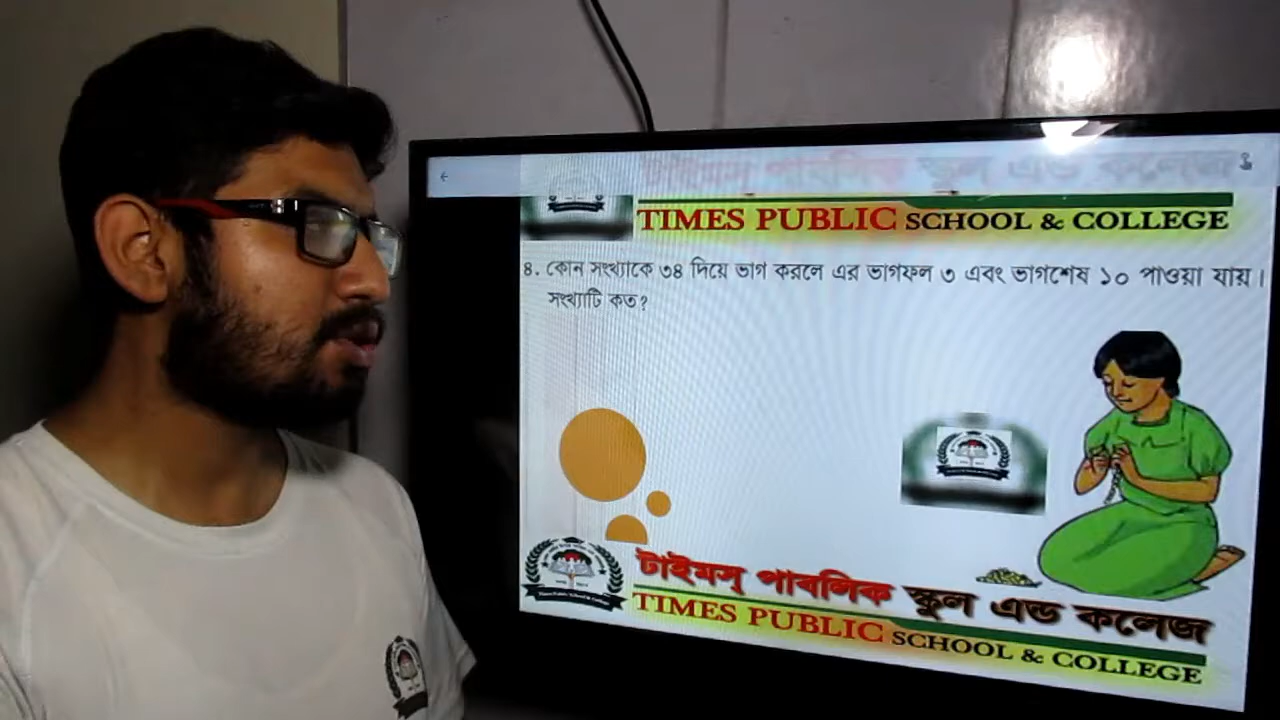 টাইমস্ পাবলিক স্কুল এন্ড কলেজ
TIMES PUBLIC SCHOOL & COLLEGE
৪. কোন সংখ্যাকে ৩৪ দিয়ে ভাগ করলে এর ভাগফল ৩ এবং ভাগশেষ ১০ পাওয়া যায়।
সংখ্যাটি কত?
টাইমস্ পাবলিক স্কুল এন্ড কলেজ
TIMES PUBLIC SCHOOL & COLLEGE